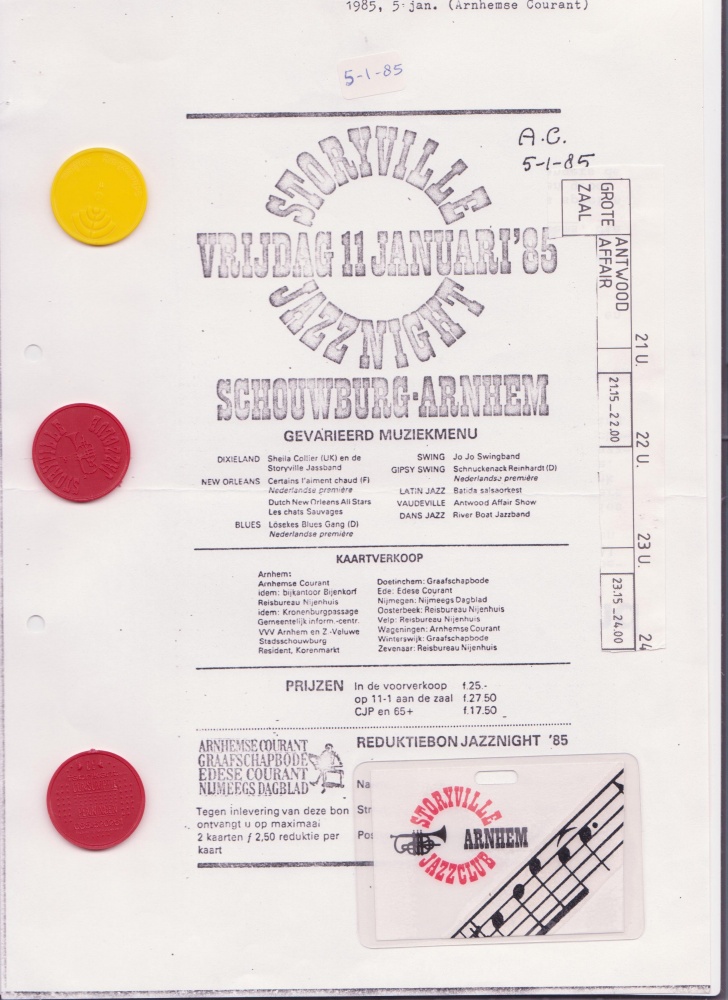 1985, 5 jan. (Arnhemse Courant)
5-1-85
A.C.
5-1-85
STORYVILLE
VRIJDAG 11 JANUARI '85
JAZZ NIGHT
SCHOUWBURG-ARNHEM
GROTE
ZAAL
ANTWOOD
AFFAIR
21 U.
21.15_22.00
22 U.
23 U.
23.15_24.00
24
GEVARIEERD MUZIEKMENU
DIXIELAND Sheila Collier (UK) en de
Storyville Jassband
NEW ORLEANS Certains l'aiment chaud (F)
Nederlandse première
Dutch New Orleans All Stars
Les chats Sauvages
BLUES Lösekes Blues Gang (D)
Nederlandse première
SWING Jo Jo Swingband
GIPSY SWING Schnuckenack Reinhardt (D)
Nederlandse première
LATIN JAZZ Batida salsaorkest
VAUDEVILLE Antwood Affair Show
DANS JAZZ River Boat Jazzband
KAARTVERKOOP
Arnhem:
Arnhemse Courant
idem: bijkantoor Bijenkorf
Reisbureau Nijenhuis
idem: Kronenburgpassage
Gemeentelijk inform.-centr.
VVV Arnhem en Z.-Veluwe
Stadsschouwburg
Resident, Korenmarkt
Doetinchem: Graafschapbode
Ede: Edese Courant
Nijmegen: Nijmeegs Dagblad
Oosterbeek: Reisbureau Nijenhuis
Velp: Reisbureau Nijenhuis
Wageningen: Arnhemse Courant
Winterswijk: Graafschapbode
Zevenaar: Reisbureau Nijenhuis
PRIJZEN In de voorverkoop f.25.-
op 11-1 aan de zaal f.27.50
CJP en 65+ f.17.50
ARNHEMSE COURANT
GRAAFSCHAPBODE
EDESE COURANT
NIJMEEGS DAGBLAD
Tegen inlevering van deze bon
ontvangt u op maximaal
2 kaarten ƒ 2,50 reduktie per
kaart
REDUKTIEBON JAZZNIGHT '85
Na
Str
Po
STORYVILLE
ARNHEM
JAZZCLUB
STORYVILLE